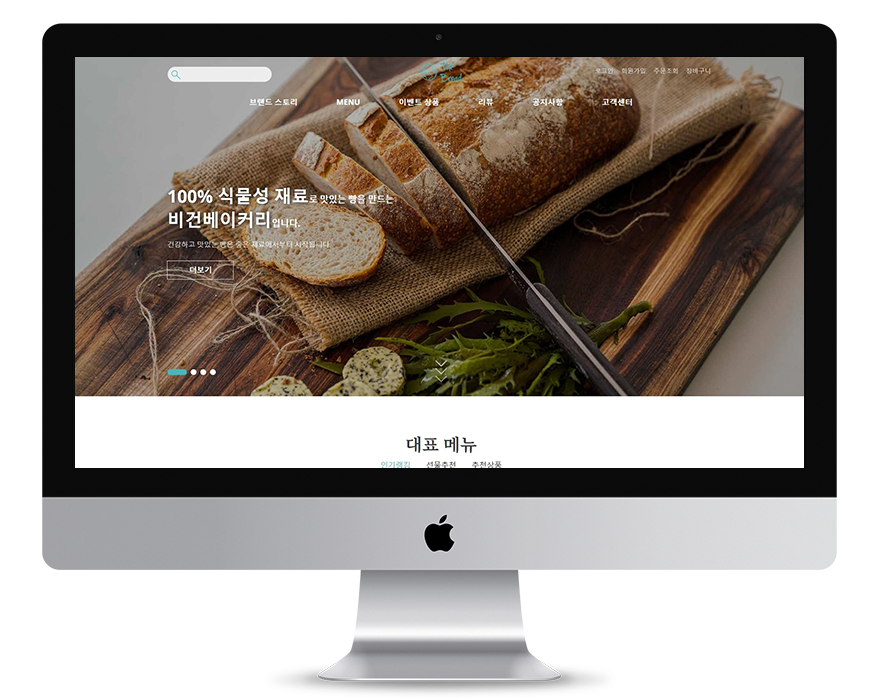 Bread
로그인 회원가입 주문조회 장바구니
브랜드 스토리 MENU 이벤트 상품 리뷰 공지사항 고객센터
100% 식물성 재료로 맛있는 빵을 만드는
비건베이커리입니다.
건강하고 맛있는 빵은 좋은 재료에서부터 시작됩니다.
더보기
대표 메뉴
인기랭킹 선물추천 추천상품